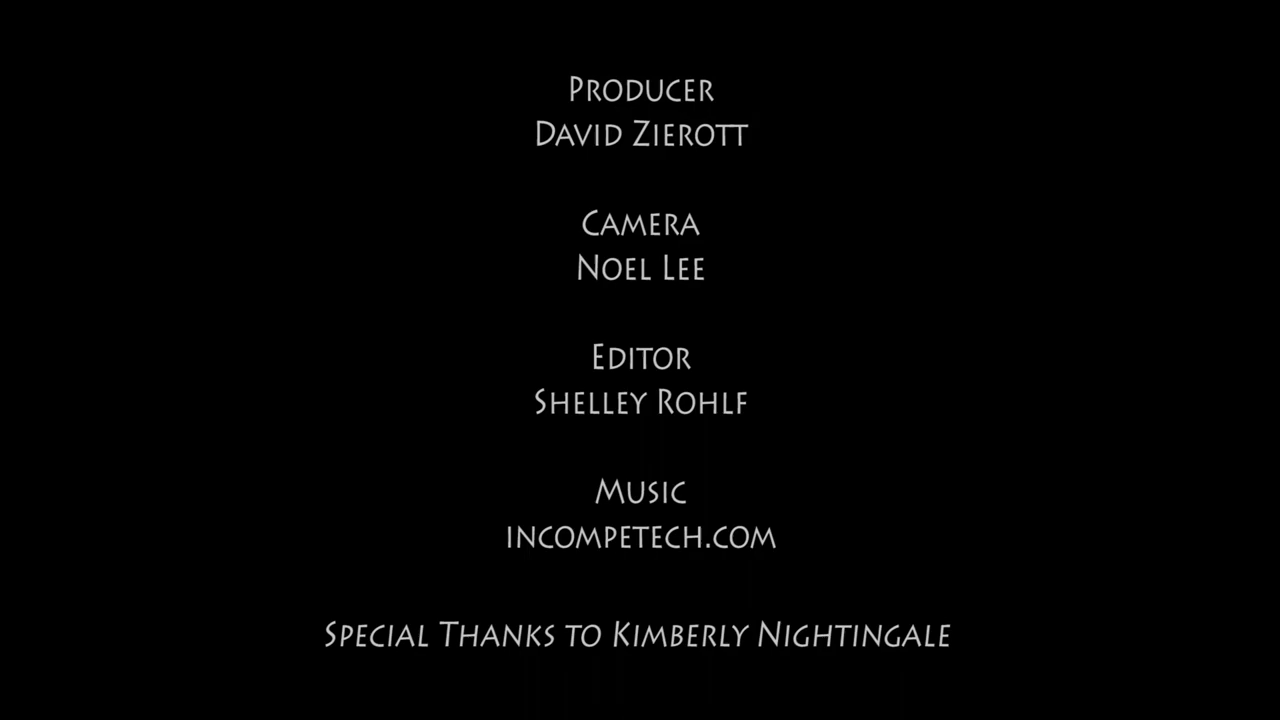 Producer
David Zierott
Camera
Noel Lee
Editor
Shelley Rohlf
Music
incompetech.com
Special Thanks to Kimberly Nightingale